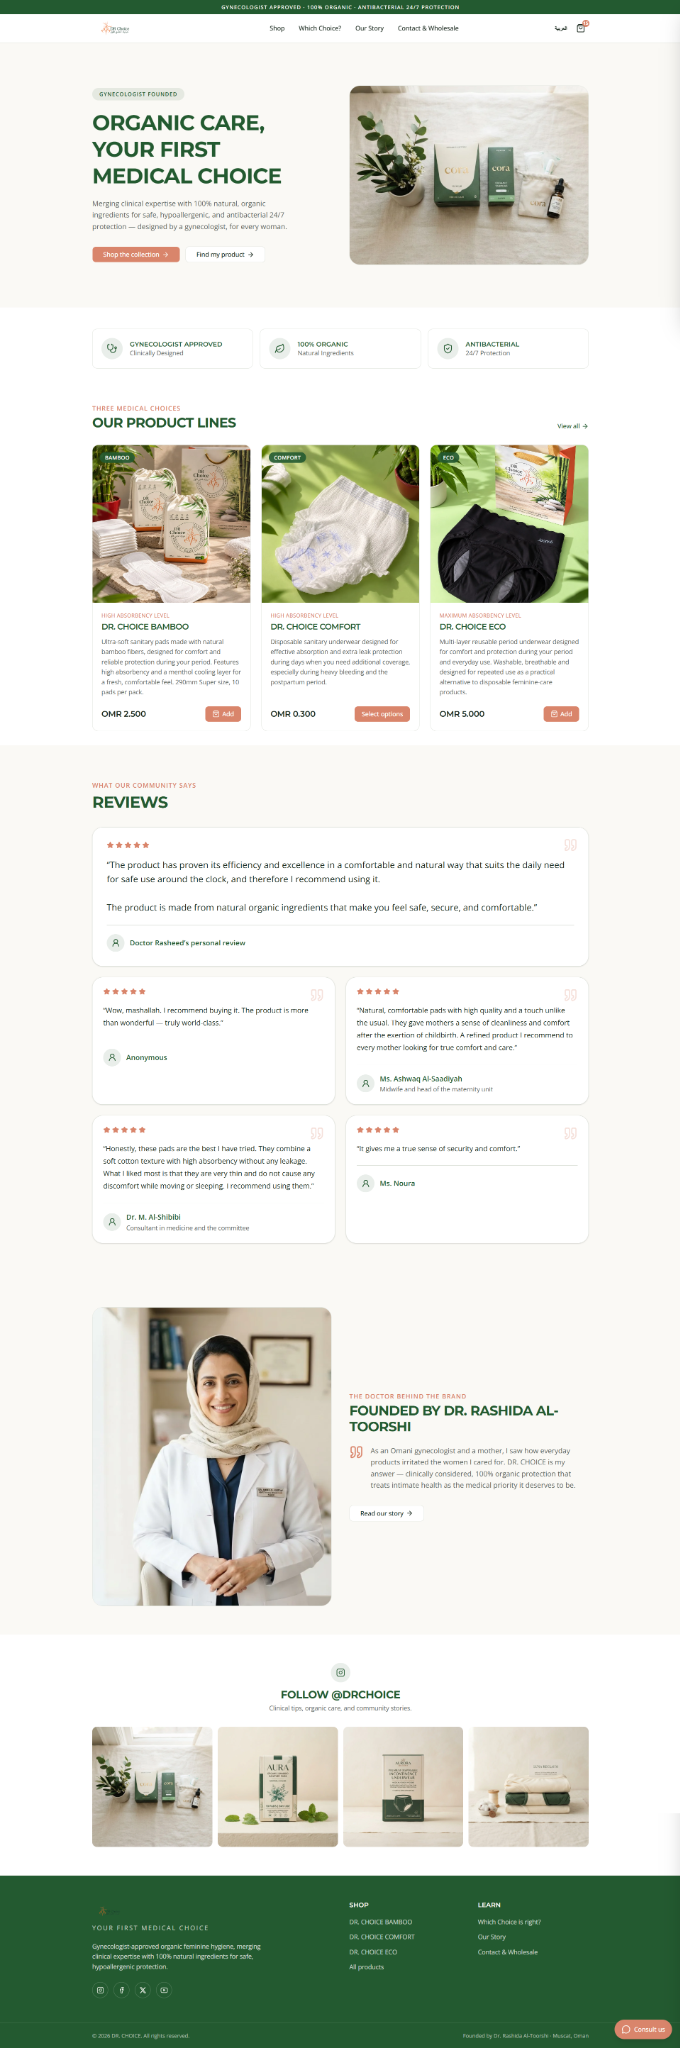 GYNECOLOGIST APPROVED · 100% ORGANIC · ANTIBACTERIAL 24/7 PROTECTION
DR Choice
Shop
Which Choice?
Our Story
Contact & Wholesale
العربية
GYNECOLOGIST FOUNDED
ORGANIC CARE,
YOUR FIRST
MEDICAL CHOICE
Merging clinical expertise with 100% natural, organic
ingredients for safe, hypoallergenic, and antibacterial 24/7
protection — designed by a gynecologist, for every woman.
Shop the collection →
Find my product →
cora
cora
cora
GYNECOLOGIST APPROVED
Clinically Designed
100% ORGANIC
Natural Ingredients
ANTIBACTERIAL
24/7 Protection
THREE MEDICAL CHOICES
OUR PRODUCT LINES
View all →
BAMBOO
DR Choice
HIGH ABSORBENCY LEVEL
DR. CHOICE BAMBOO
Ultra-soft sanitary pads made with natural
bamboo fibers, designed for comfort and
reliable protection during your period. Features
high absorbency and a menthol cooling layer for
a fresh, comfortable feel. 290mm Super size, 10
pads per pack.
OMR 2.500
Add
COMFORT
HIGH ABSORBENCY LEVEL
DR. CHOICE COMFORT
Disposable sanitary underwear designed for
effective absorption and extra leak protection
during days when you need additional coverage,
especially during heavy bleeding and the
postpartum period.
OMR 0.300
Select options
ECO
MAXIMUM ABSORBENCY LEVEL
DR. CHOICE ECO
Multi-layer reusable period underwear designed
for comfort and protection during your period
and everyday use. Washable, breathable and
designed for repeated use as a practical
alternative to disposable feminine-care
products.
OMR 5.000
Add
WHAT OUR COMMUNITY SAYS
REVIEWS
“The product has proven its efficiency and excellence in a comfortable and natural way that suits the daily need
for safe use around the clock, and therefore I recommend using it.
The product is made from natural organic ingredients that make you feel safe, secure, and comfortable.”
Doctor Rasheed's personal review
“Wow, mashallah. I recommend buying it. The product is more
than wonderful — truly world-class.”
Anonymous
“Natural, comfortable pads with high quality and a touch unlike
the usual. They gave mothers a sense of cleanliness and comfort
after the exertion of childbirth. A refined product I recommend to
every mother looking for true comfort and care.”
Ms. Ashwaq Al-Saadiyah
Midwife and head of the maternity unit
“Honestly, these pads are the best I have tried. They combine a
soft cotton texture with high absorbency without any leakage.
What I liked most is that they are very thin and do not cause any
discomfort while moving or sleeping. I recommend using them.”
Dr. M. Al-Shibibi
Consultant in medicine and the committee
“It gives me a true sense of security and comfort.”
Ms. Noura
THE DOCTOR BEHIND THE BRAND
FOUNDED BY DR. RASHIDA AL-
TOORSHI
As an Omani gynecologist and a mother, I saw how everyday
products irritated the women I cared for. DR. CHOICE is my
answer — clinically considered, 100% organic protection that
treats intimate health as the medical priority it deserves to be.
Read our story →
FOLLOW @DRCHOICE
Clinical tips, organic care, and community stories.
AURA
AURORA
YOUR FIRST MEDICAL CHOICE
Gynecologist-approved organic feminine hygiene, merging
clinical expertise with 100% natural ingredients for safe,
hypoallergenic protection.
SHOP
DR. CHOICE BAMBOO
DR. CHOICE COMFORT
DR. CHOICE ECO
All products
LEARN
Which Choice is right?
Our Story
Contact & Wholesale
© 2026 DR. CHOICE. All rights reserved.
Founded by Dr. Rashida Al-Toorshi · Muscat, Oman
Consult us